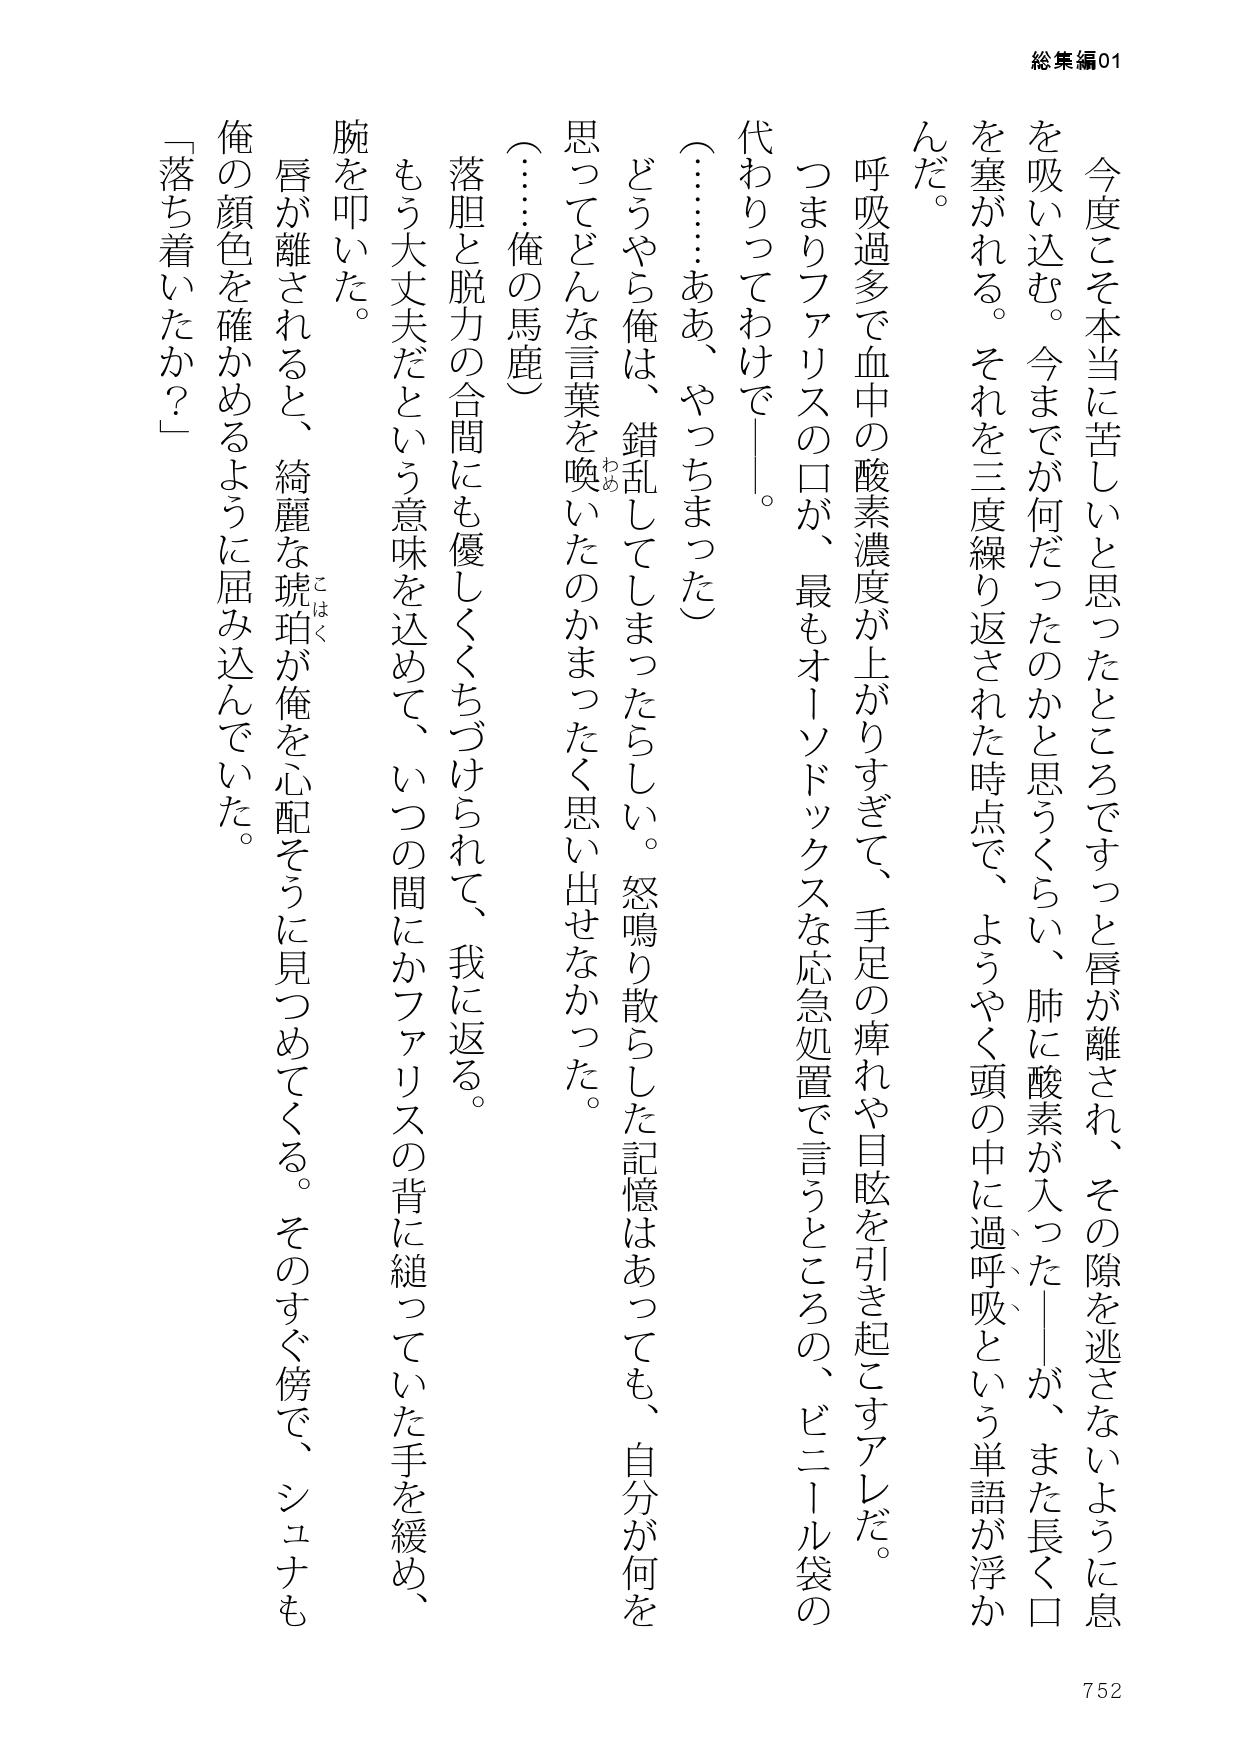 総集編01
　今度こそ本当に苦しいと思ったところですっと唇が離され、その隙を逃さないように息
を吸い込む。今までが何だったのかと思うくらい、肺に酸素が入った――が、また長く口
を塞がれる。それを三度繰り返された時点で、ようやく頭の中に過呼吸という単語が浮か
んだ。
　呼吸過多で血中の酸素濃度が上がりすぎて、手足の痺れや目眩を引き起こすアレだ。
　つまりファリスの口が、最もオーソドックスな応急処置で言うところの、ビニール袋の
代わりってわけで――。
（………ああ、やっちまった）
　どうやら俺は、錯乱してしまったらしい。怒鳴り散らした記憶はあっても、自分が何を
思ってどんな言葉を喚いたのかまったく思い出せなかった。
（……俺の馬鹿）
　落胆と脱力の合間にも優しくくちづけられて、我に返る。
　もう大丈夫だという意味を込めて、いつの間にかファリスの背に縋っていた手を緩め、
腕を叩いた。
　唇が離されると、綺麗な琥珀が俺を心配そうに見つめてくる。そのすぐ傍で、シュナも
俺の顔色を確かめるように屈み込んでいた。
「落ち着いたか？」
752